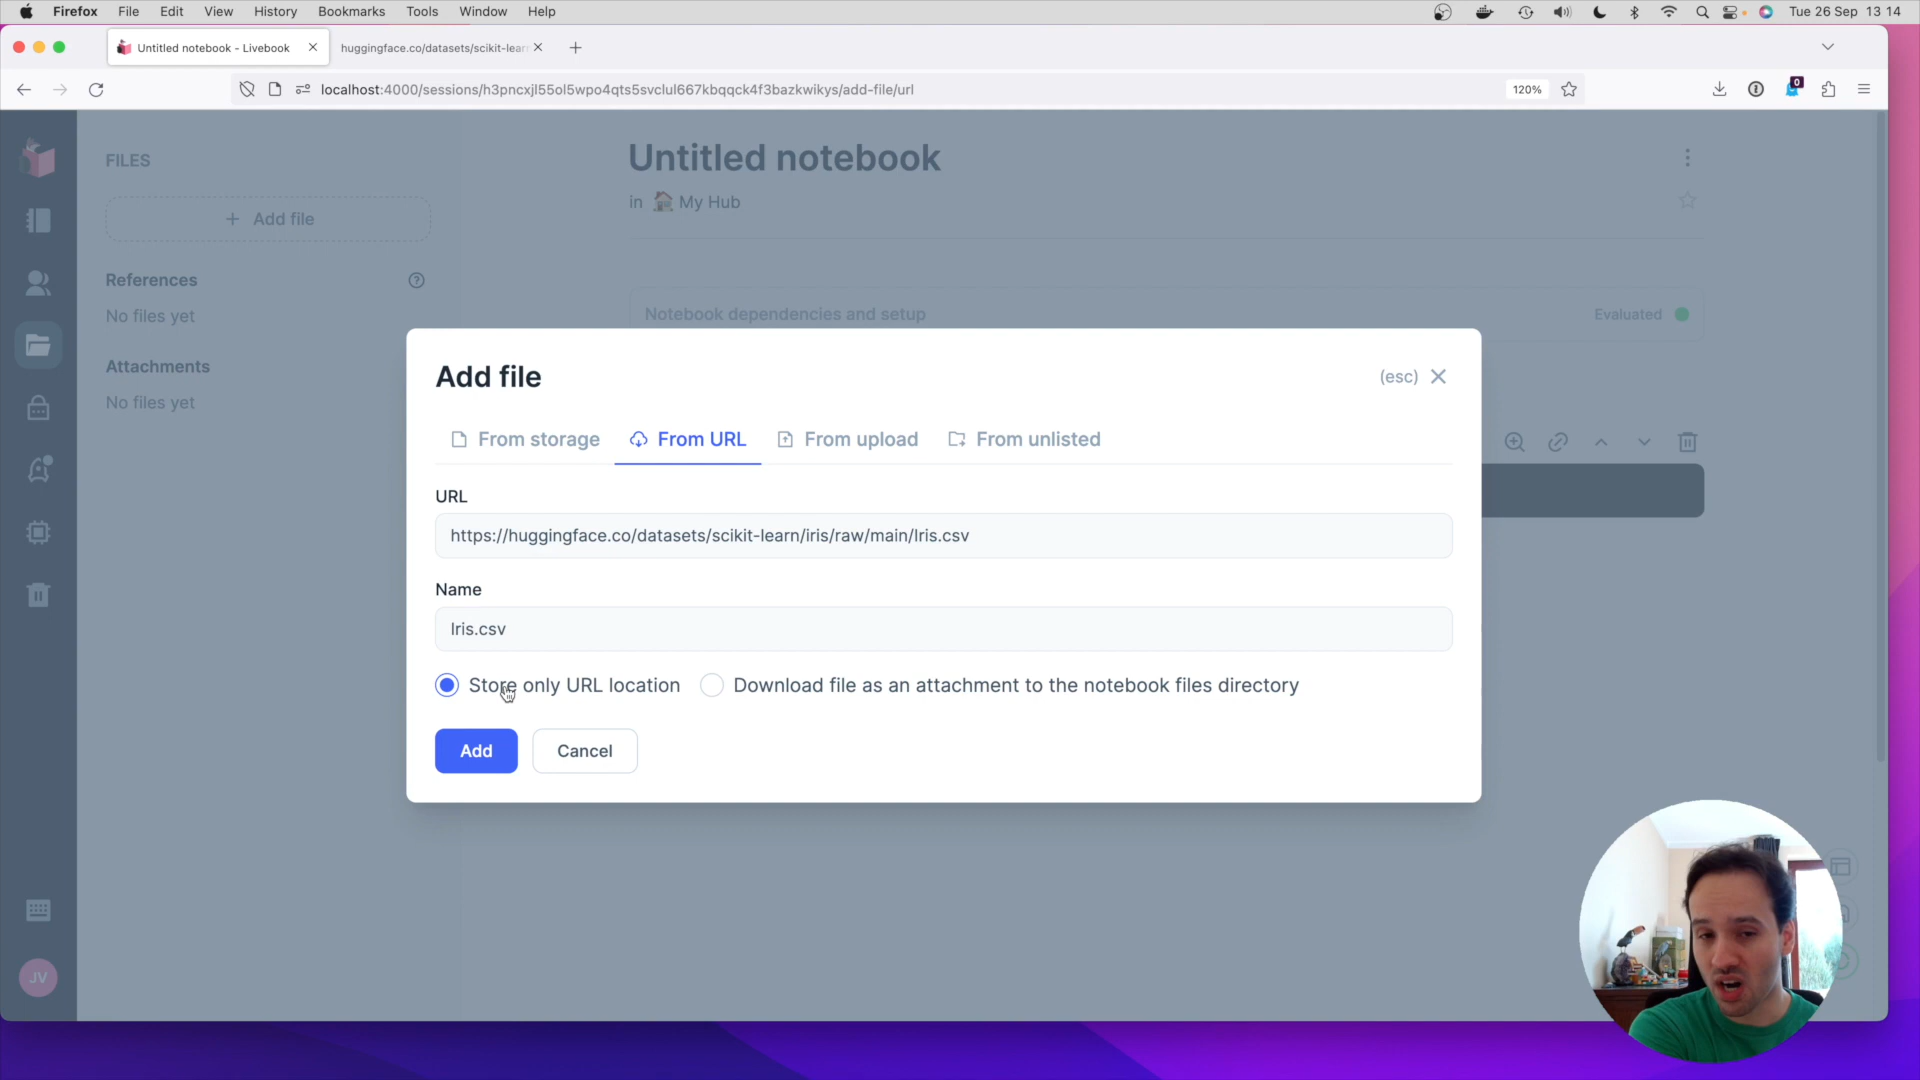 Firefox File Edit View History Bookmarks Tools Window Help Tue 26 Sep 13 14
Untitled notebook - Livebook huggingface.co/datasets/scikit-lear
localhost:4000/sessions/h3pncxjl55ol5wpo4qts5svclul667kbqqck4f3bazkwikys/add-file/url 120% 0
FILES
Untitled notebook
in My Hub
+ Add file
References
No files yet
Notebook dependencies and setup Evaluated
Attachments
No files yet
Add file (esc)
From storage From URL From upload From unlisted
URL
https://huggingface.co/datasets/scikit-learn/iris/raw/main/Iris.csv
Name
Iris.csv
Store only URL location Download file as an attachment to the notebook files directory
Add Cancel
JV